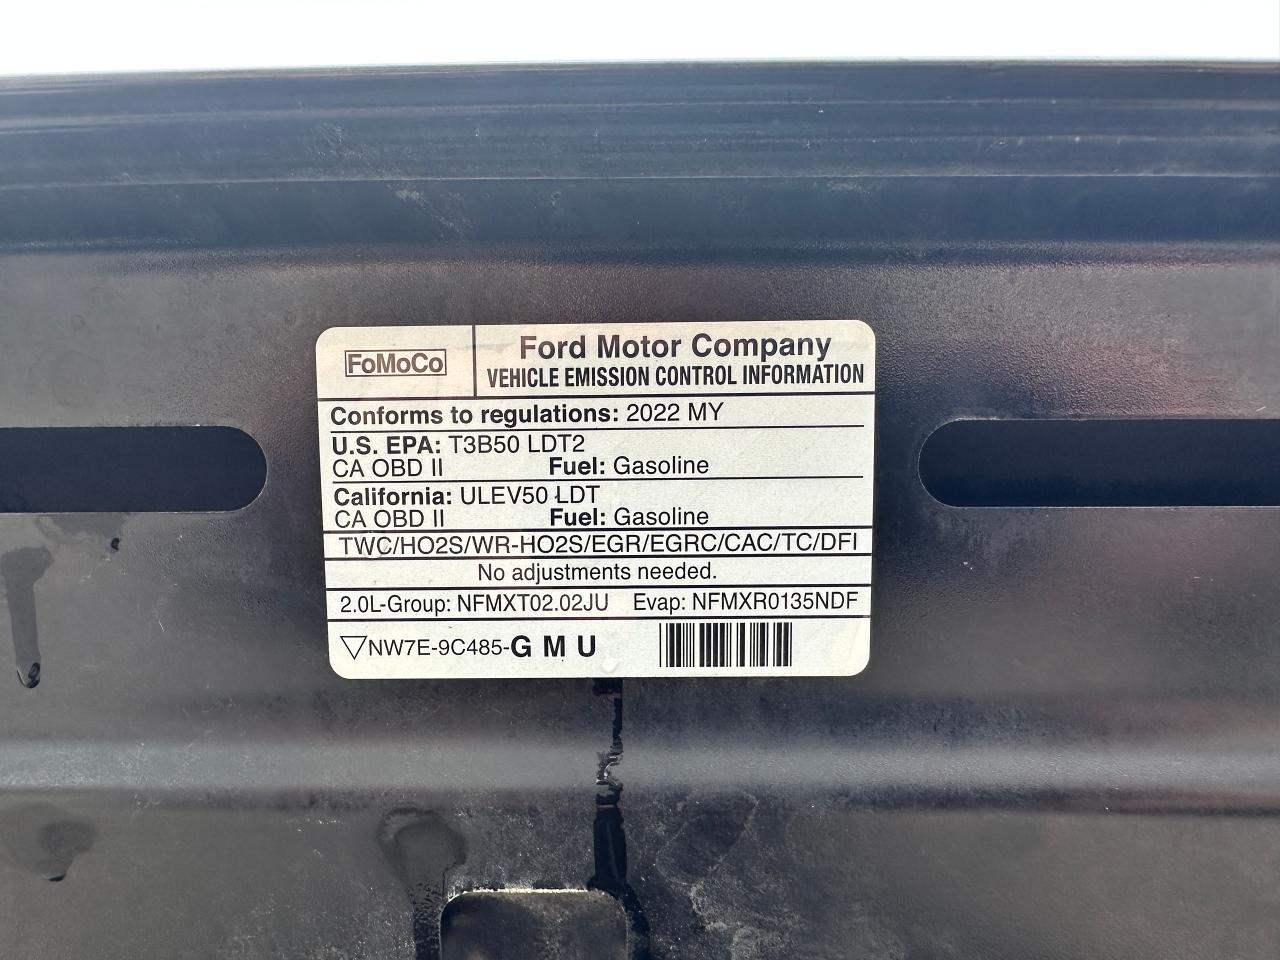 FoMoCo
Ford Motor Company
VEHICLE EMISSION CONTROL INFORMATION
Conforms to regulations: 2022 MY
U.S. EPA: T3B50 LDT2
CA OBD II Fuel: Gasoline
California: ULEV50 LDT
CA OBD II Fuel: Gasoline
TWC/HO2S/WR-HO2S/EGR/EGRC/CAC/TC/DFI
No adjustments needed.
2.0L-Group: NFMXT02.02JU Evap: NFMXR0135NDF
NW7E-9C485-G M U